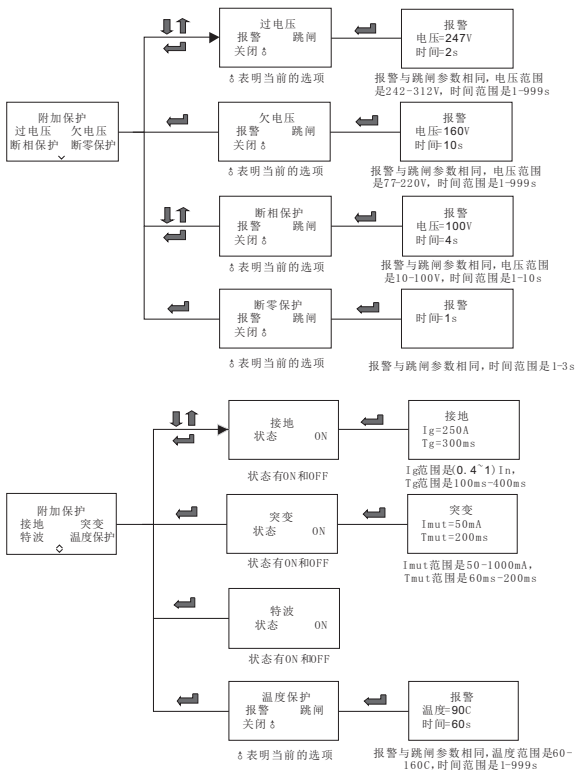 过电压
报警 跳闸
关闭
表明当前的选项
报警
电压=247V
时间=2s
报警与跳闸参数相同，电压范围
是242-312V，时间范围是1-999s
附加保护
过电压 欠电压
断相保护 断零保护
欠电压
报警 跳闸
关闭
表明当前的选项
报警
电压=160V
时间=10s
报警与跳闸参数相同，电压范围
是77-220V，时间范围是1-999s
断相保护
报警 跳闸
关闭
表明当前的选项
报警
电压=100V
时间=4s
报警与跳闸参数相同，电压范围
是10-100V，时间范围是1-10s
断零保护
报警 跳闸
关闭
表明当前的选项
报警
时间=1s
报警与跳闸参数相同，时间范围是1-3s
接地
状态 ON
状态有ON和OFF
接地
Ig=250A
Tg=300ms
Ig范围是(0.4~1)In，
Tg范围是100ms-400ms
附加保护
接地 突变
特波 温度保护
突变
状态 ON
状态有ON和OFF
突变
Imut=50mA
Tmut=200ms
Imut范围是50-1000mA，
Tmut范围是60ms-200ms
特波
状态 ON
状态有ON和OFF
温度保护
报警 跳闸
关闭
表明当前的选项
报警
温度=90C
时间=60s
报警与跳闸参数相同，温度范围是60-
160C，时间范围是1-999s